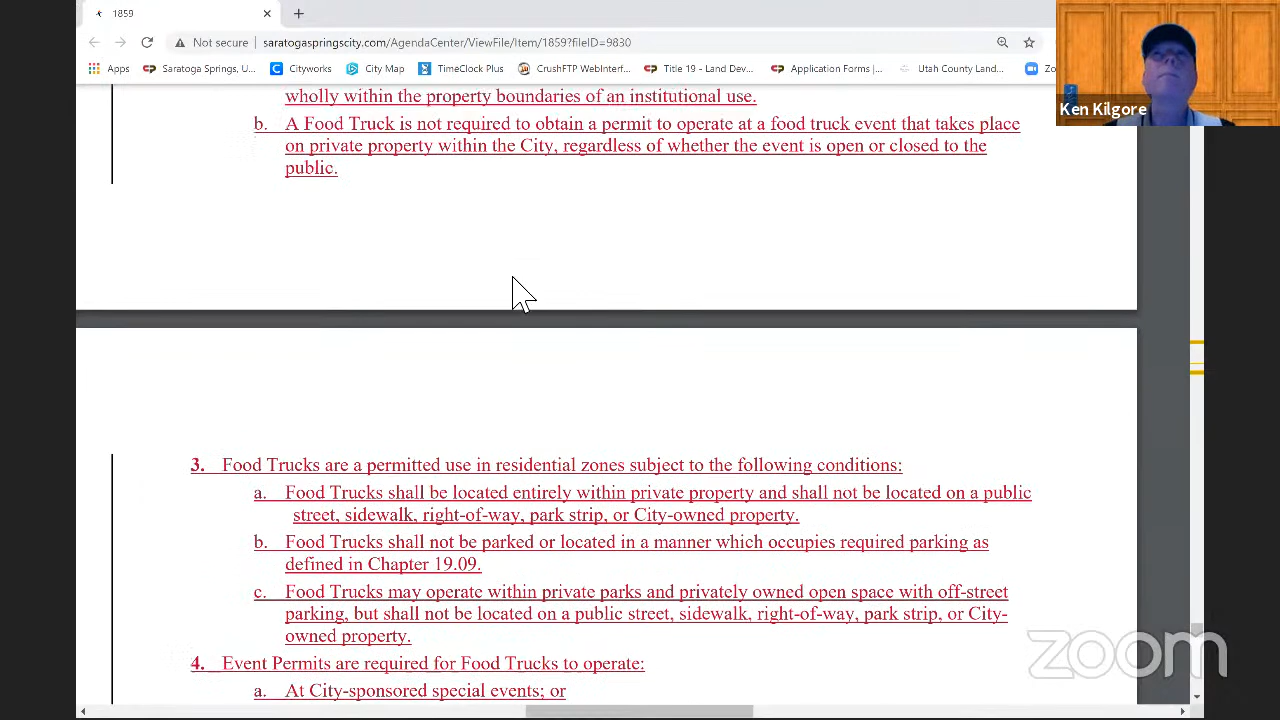 1859
Not secure
saratogaspringscity.com/AgendaCenter/ViewFile/Item/1859?fileID=9830
Apps
Saratoga Springs, U...
Cityworks
City Map
TimeClock Plus
CrushFTP WebInterf...
Title 19 - Land Dev...
Application Forms |...
Utah County Land...
Zo
Ken Kilgore
wholly within the property boundaries of an institutional use.
b. A Food Truck is not required to obtain a permit to operate at a food truck event that takes place
on private property within the City, regardless of whether the event is open or closed to the
public.
3. Food Trucks are a permitted use in residential zones subject to the following conditions:
a. Food Trucks shall be located entirely within private property and shall not be located on a public
street, sidewalk, right-of-way, park strip, or City-owned property.
b. Food Trucks shall not be parked or located in a manner which occupies required parking as
defined in Chapter 19.09.
c. Food Trucks may operate within private parks and privately owned open space with off-street
parking, but shall not be located on a public street, sidewalk, right-of-way, park strip, or City-
owned property.
4. Event Permits are required for Food Trucks to operate:
a. At City-sponsored special events; or
zoom